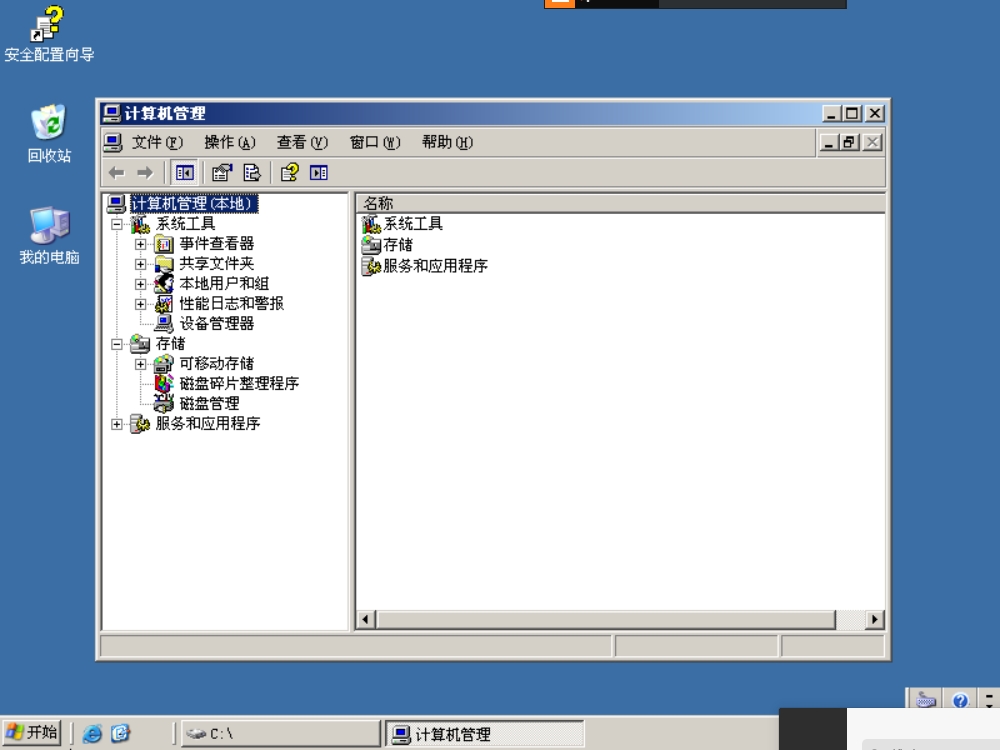 安全配置向导
回收站
我的电脑
计算机管理
文件(F) 操作(A) 查看(V) 窗口(W) 帮助(H)
计算机管理(本地)
系统工具
事件查看器
共享文件夹
本地用户和组
性能日志和警报
设备管理器
存储
可移动存储
磁盘碎片整理程序
磁盘管理
服务和应用程序
名称
系统工具
存储
服务和应用程序
开始
C:\
计算机管理